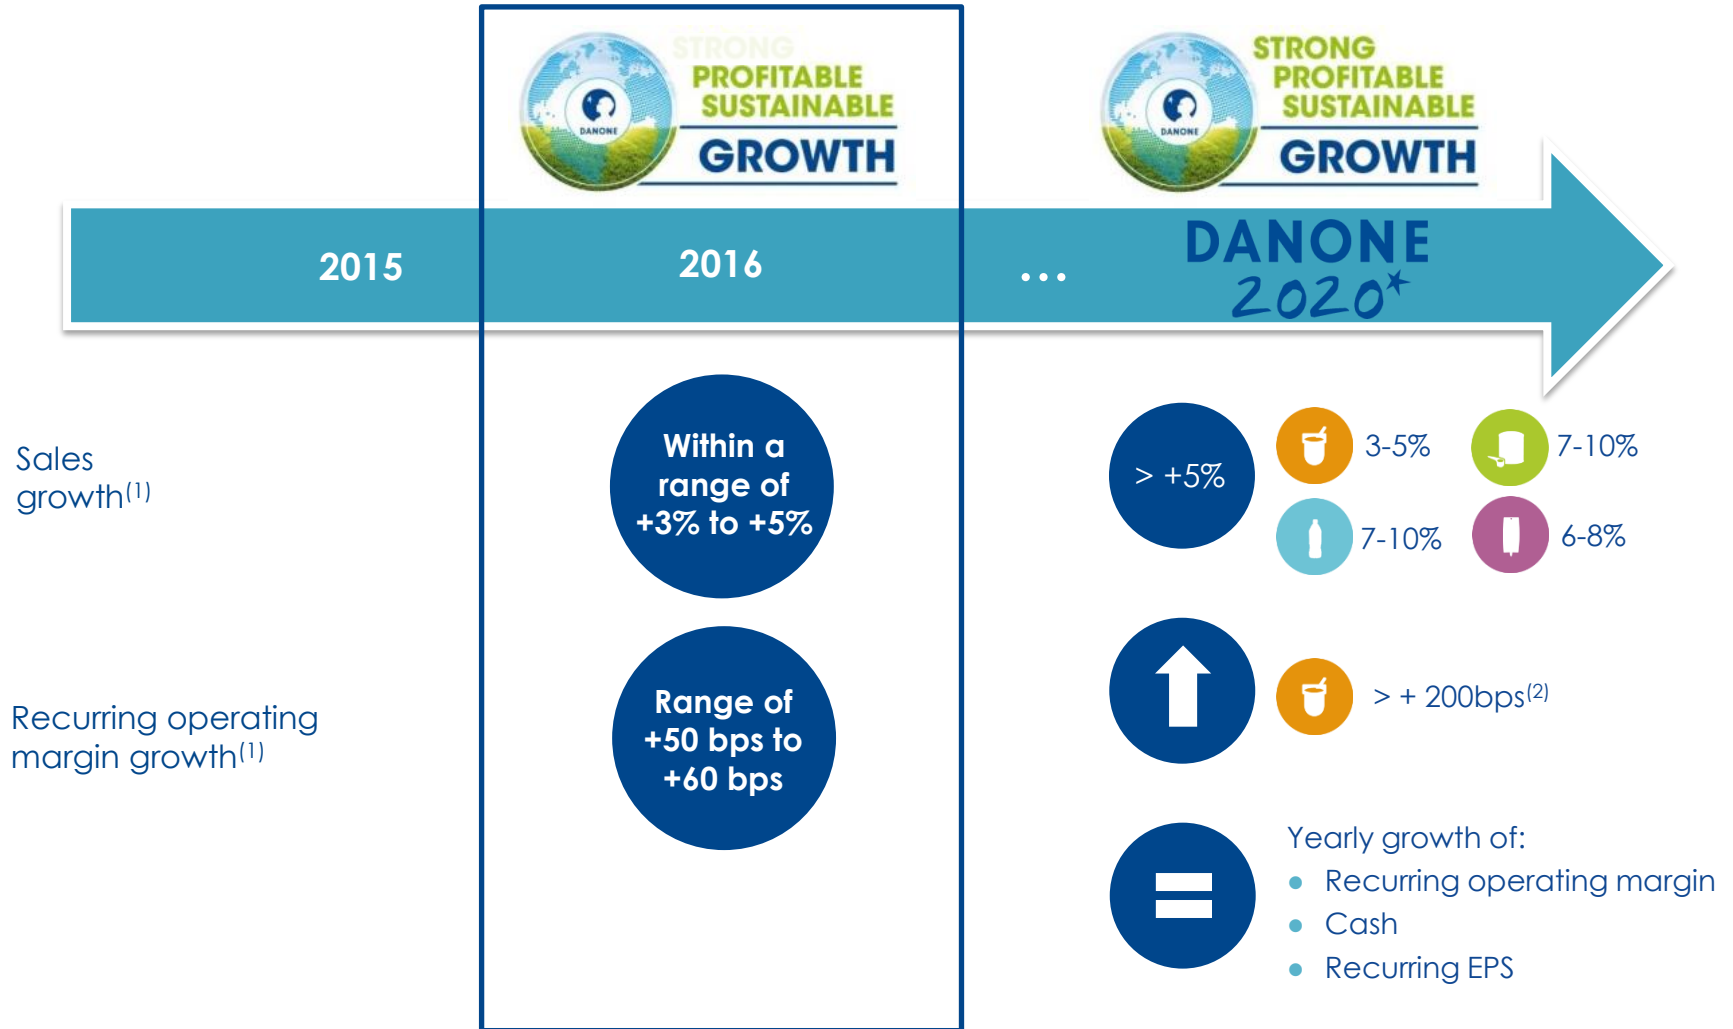 STRONG
PROFITABLE
SUSTAINABLE
GROWTH
DANONE
STRONG
PROFITABLE
SUSTAINABLE
GROWTH
DANONE
2015
2016
...
DANONE
2020*
Sales
growth(1)
Within a
range of
+3% to +5%
> +5%
3-5%
7-10%
7-10%
6-8%
Recurring operating
margin growth(1)
Range of
+50 bps to
+60 bps
> + 200bps(2)
Yearly growth of:
● Recurring operating margin
● Cash
● Recurring EPS